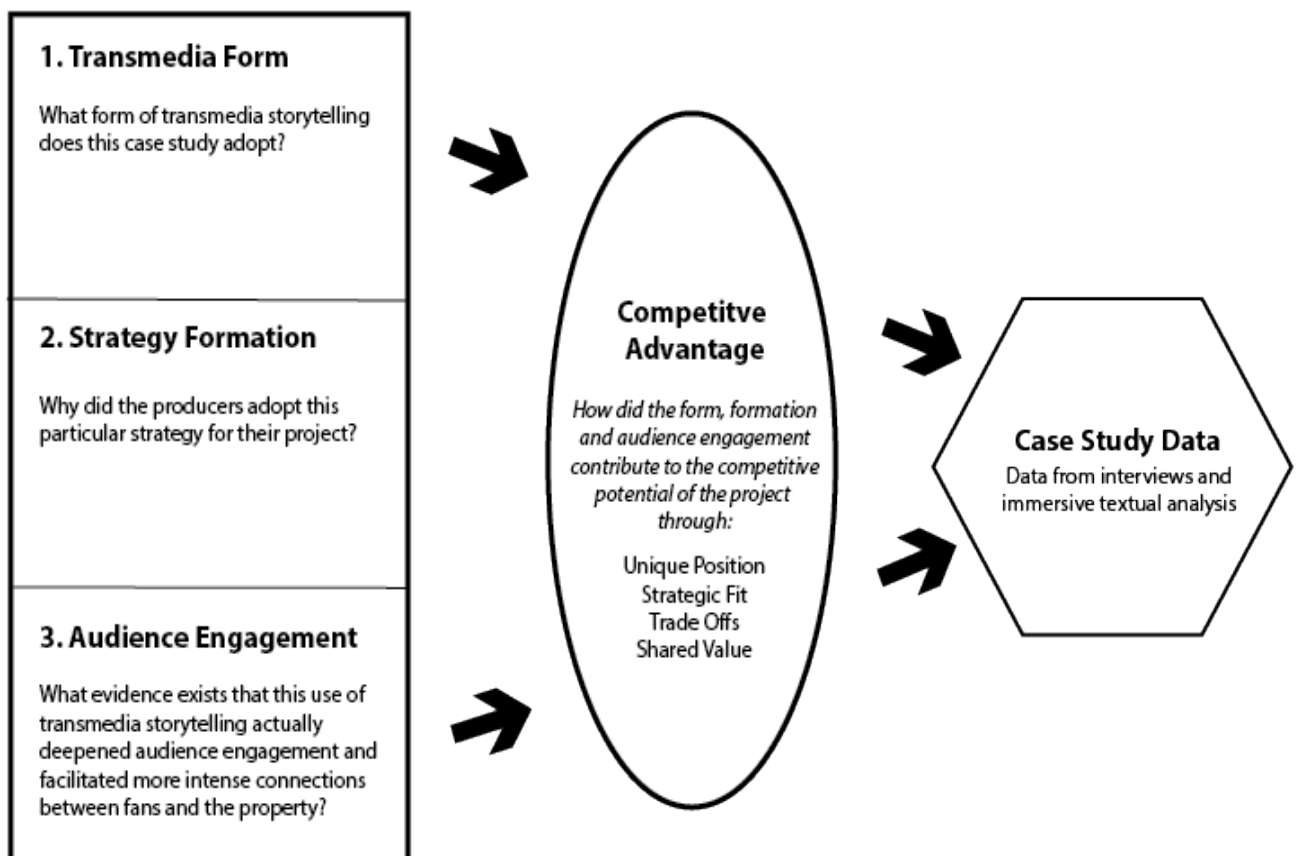 1. Transmedia Form
What form of transmedia storytelling
does this case study adopt?
2. Strategy Formation
Why did the producers adopt this
particular strategy for their project?
3. Audience Engagement
What evidence exists that this use of
transmedia storytelling actually
deepened audience engagement and
facilitated more intense connections
between fans and the property?
Competitve
Advantage
How did the form, formation
and audience engagement
contribute to the competitive
potential of the project
through:
Unique Position
Strategic Fit
Trade Offs
Shared Value
Case Study Data
Data from interviews and
immersive textual analysis